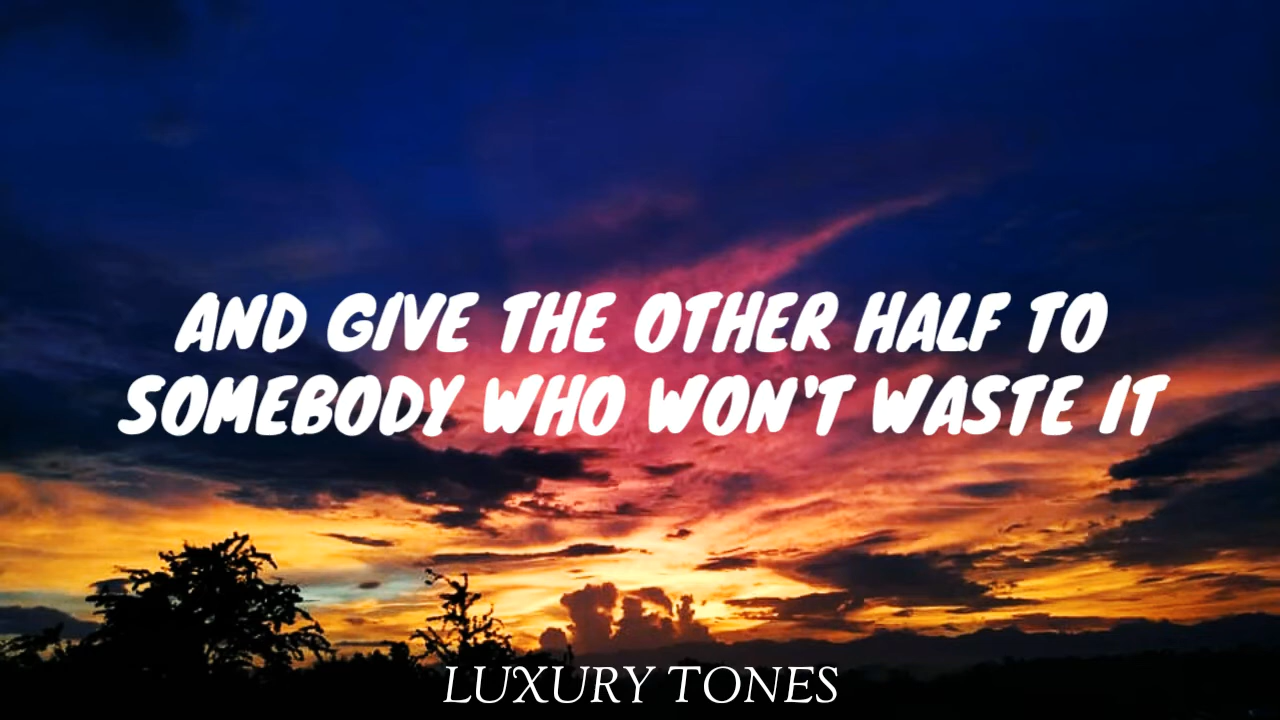 AND GIVE THE OTHER HALF TO
SOMEBODY WHO WON'T WASTE IT
LUXURY TONES